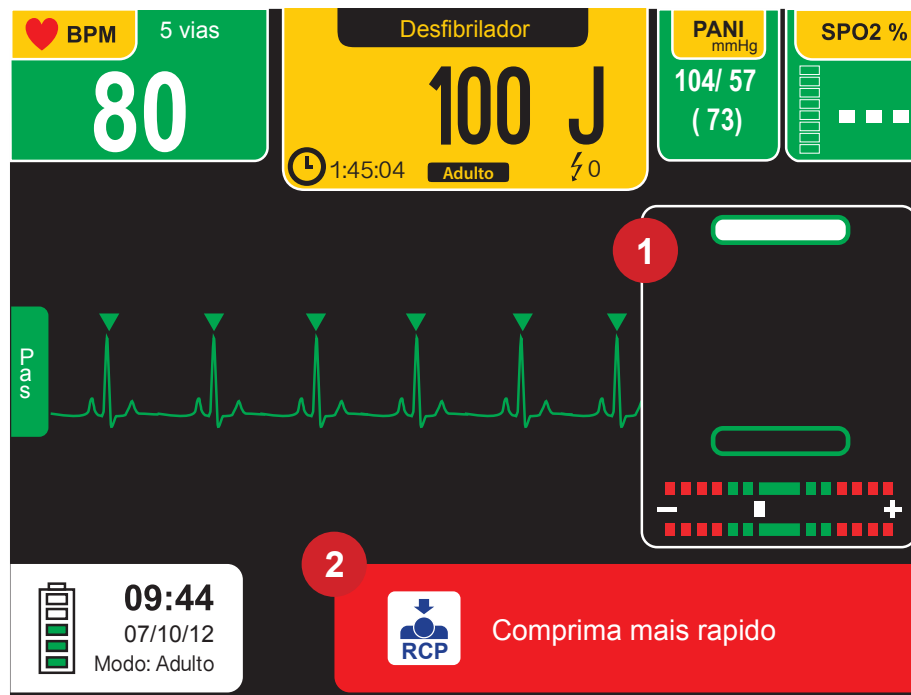 BPM
5 vias
80
Desfibrilador
100 J
1:45:04
Adulto
0
PANI
mmHg
104/ 57
( 73)
SPO2 %
---
1
Pas
- +
2
09:44
07/10/12
Modo: Adulto
RCP
Comprima mais rapido